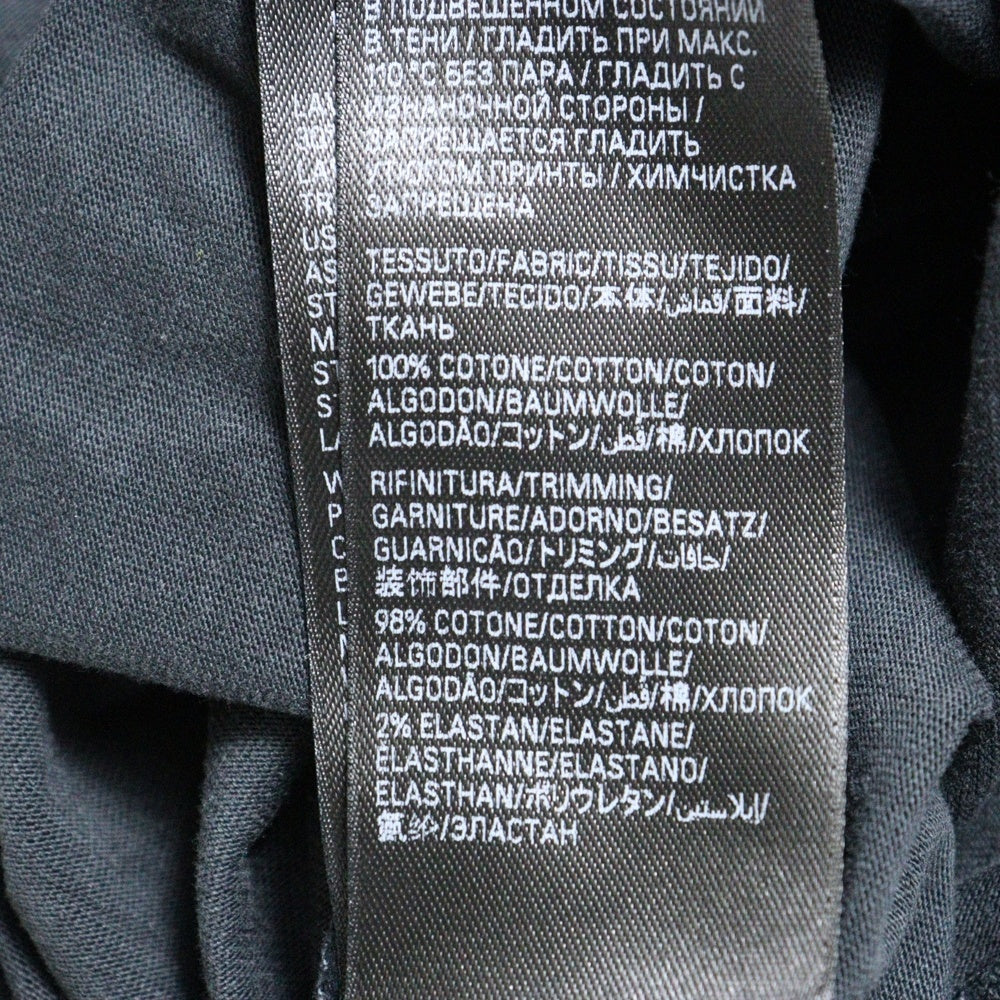 В ПОДВЕШЕННОМ СОСТОЯНИИ
В ТЕНИ / ГЛАДИТЬ ПРИ МАКС.
110 °C БЕЗ ПАРА / ГЛАДИТЬ С
ИЗНАНОЧНОЙ СТОРОНЫ /
ЗАПРЕЩАЕТСЯ ГЛАДИТЬ
УТЮГОМ ПРИНТЫ / ХИМЧИСТКА
ЗАПРЕЩЕНА
TESSUTO/FABRIC/TISSU/TEJIDO/
GEWEBE/TECIDO/本体/قماش/面料/
ТКАНЬ
100% COTONE/COTTON/COTON/
ALGODON/BAUMWOLLE/
ALGODÃO/コットン/قطن/棉/ХЛОПОК
RIFINITURA/TRIMMING/
GARNITURE/ADORNO/BESATZ/
GUARNICÃO/トリミング/حافات/
装饰部件/ОТДЕЛКА
98% COTONE/COTTON/COTON/
ALGODON/BAUMWOLLE/
ALGODÃO/コットン/قطن/棉/ХЛОПОК
2% ELASTAN/ELASTANE/
ELASTHANNE/ELASTANO/
ELASTHAN/ポリウレタン/إيلاستين/
氨纶/ЭЛАСТАН